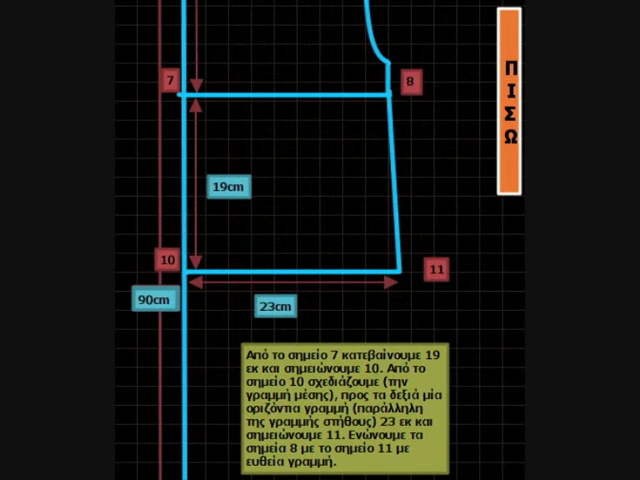 7
8
Π
Ι
Σ
Ω
19cm
10
11
90cm
23cm
Από το σημείο 7 κατεβαίνουμε 19
εκ και σημειώνουμε 10. Από το
σημείο 10 σχεδιάζουμε (την
γραμμή μέσης), προς τα δεξιά μία
οριζόντια γραμμή (παράλληλη
της γραμμής στήθους) 23 εκ και
σημειώνουμε 11. Ενώνουμε τα
σημεία 8 με το σημείο 11 με
ευθεία γραμμή.